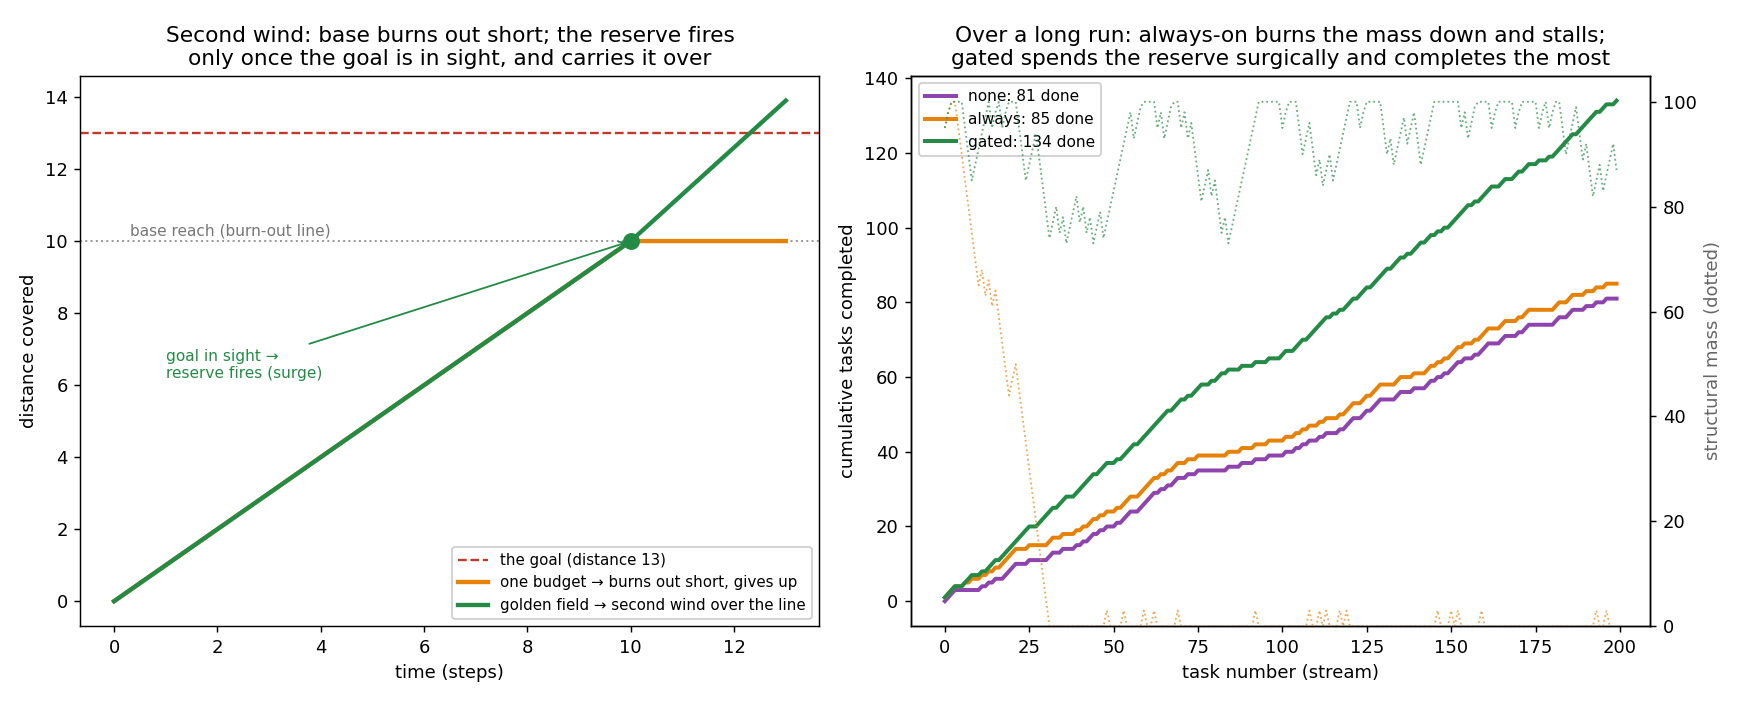 Second wind: base burns out short; the reserve fires
only once the goal is in sight, and carries it over
14
12
10
8
6
4
2
0
distance covered
base reach (burn-out line)
goal in sight →
reserve fires (surge)
the goal (distance 13)
one budget → burns out short, gives up
golden field → second wind over the line
0
2
4
6
8
10
12
time (steps)
Over a long run: always-on burns the mass down and stalls;
gated spends the reserve surgically and completes the most
140
120
100
80
60
40
20
0
cumulative tasks completed
none: 81 done
always: 85 done
gated: 134 done
100
80
60
40
20
0
structural mass (dotted)
0
25
50
75
100
125
150
175
200
task number (stream)